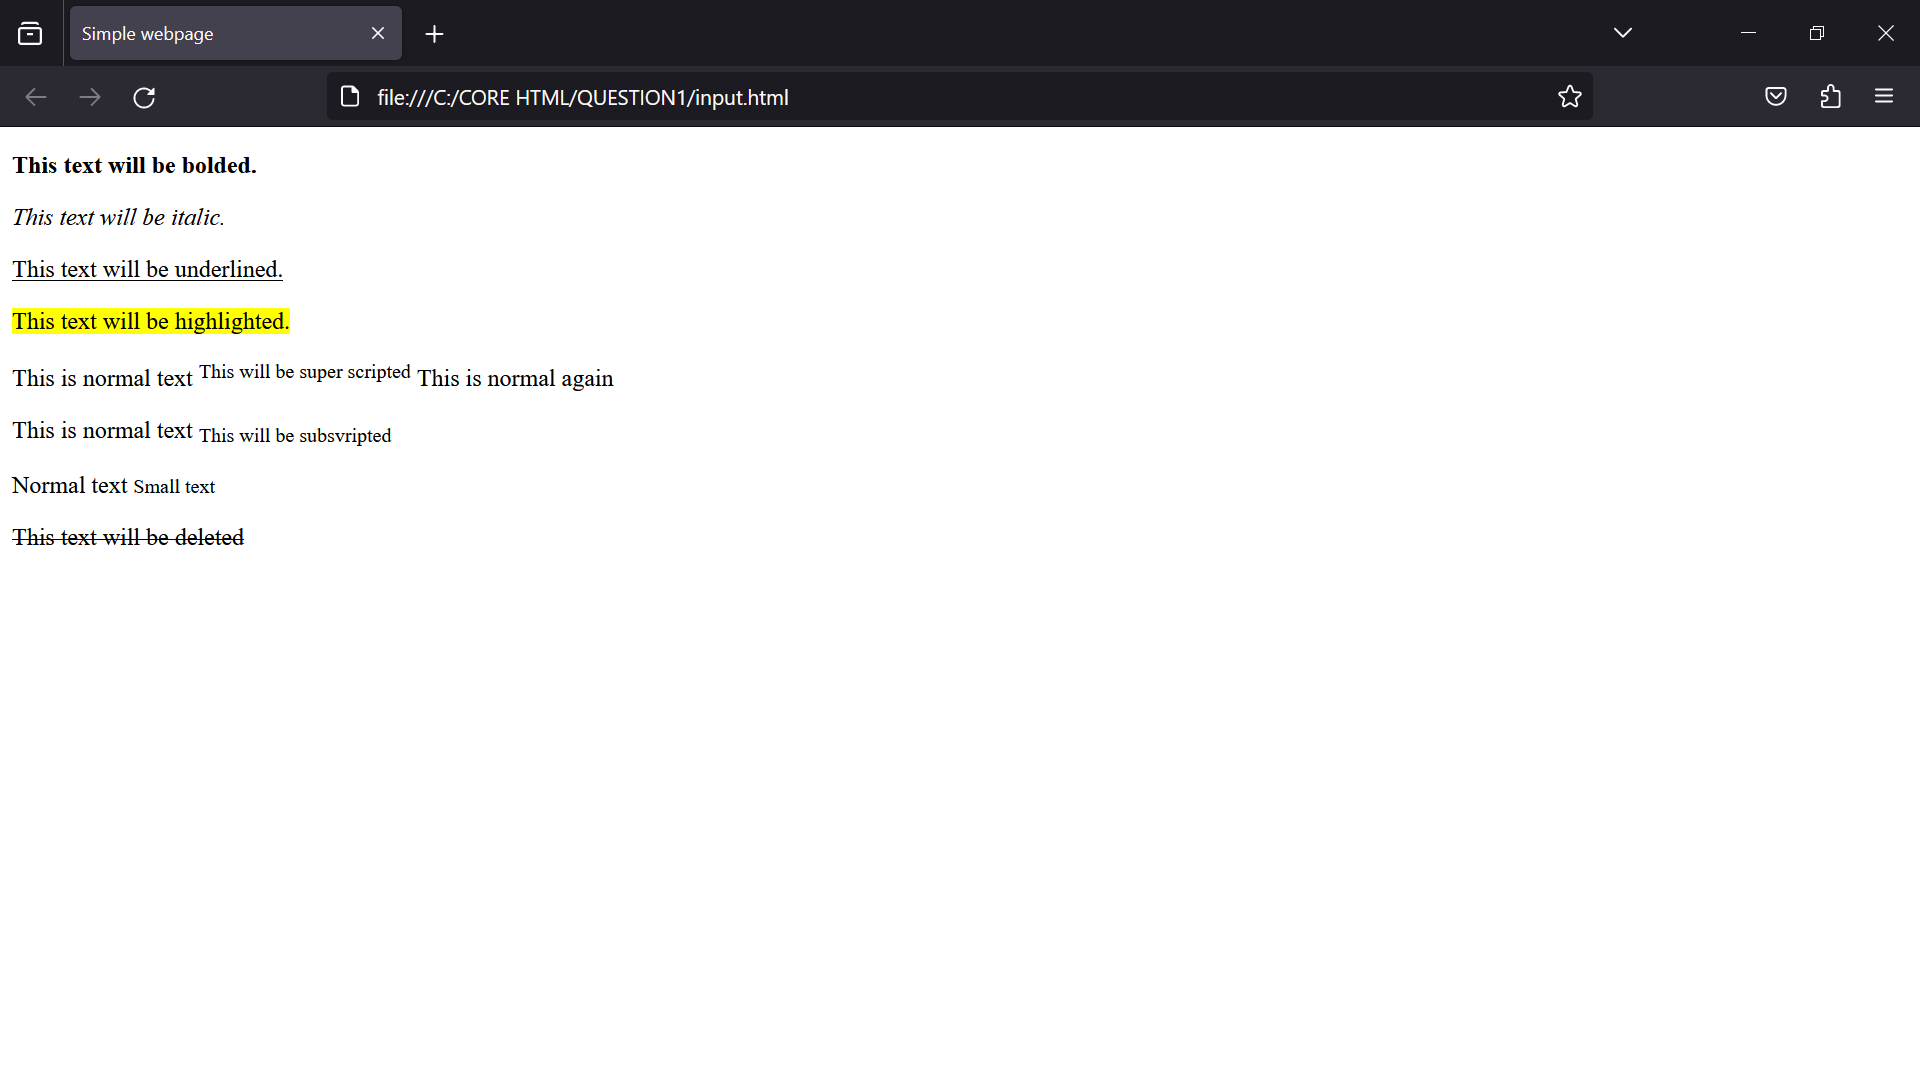 Simple webpage
file:///C:/CORE HTML/QUESTION1/input.html
This text will be bolded.
This text will be italic.
This text will be underlined.
This text will be highlighted.
This is normal text This will be super scripted This is normal again
This is normal text This will be subsvripted
Normal text Small text
This text will be deleted